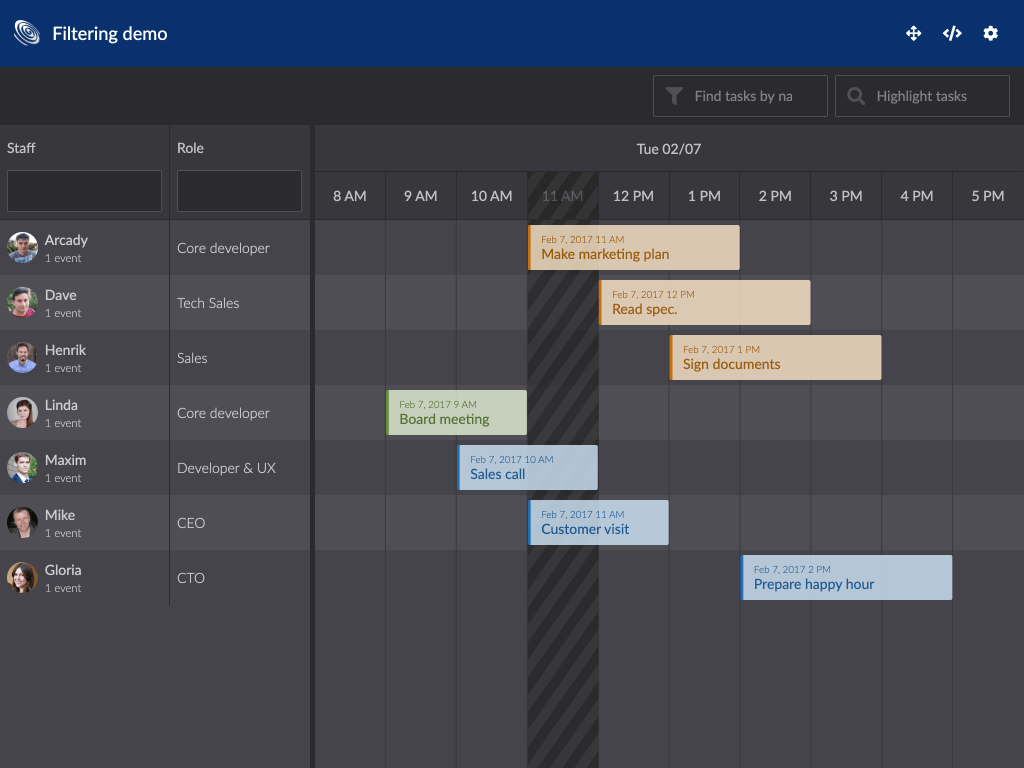 Filtering demo
Find tasks by na
Highlight tasks
Staff
Role
Tue 02/07
8 AM
9 AM
10 AM
11 AM
12 PM
1 PM
2 PM
3 PM
4 PM
5 PM
Arcady
1 event
Core developer
Feb 7, 2017 11 AM
Make marketing plan
Dave
1 event
Tech Sales
Feb 7, 2017 12 PM
Read spec.
Henrik
1 event
Sales
Feb 7, 2017 1 PM
Sign documents
Linda
1 event
Core developer
Feb 7, 2017 9 AM
Board meeting
Maxim
1 event
Developer & UX
Feb 7, 2017 10 AM
Sales call
Mike
1 event
CEO
Feb 7, 2017 11 AM
Customer visit
Gloria
1 event
CTO
Feb 7, 2017 2 PM
Prepare happy hour